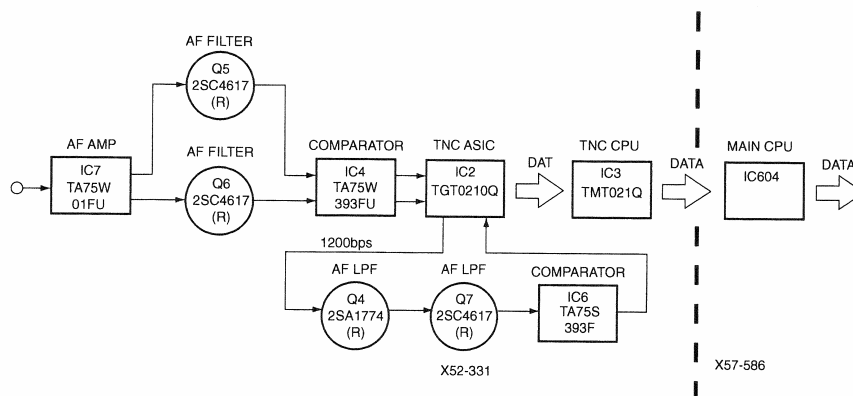 AF FILTER
Q5
2SC4617
(R)
AF AMP
IC7
TA75W
01FU
AF FILTER
Q6
2SC4617
(R)
COMPARATOR
IC4
TA75W
393FU
TNC ASIC
IC2
TGT0210Q
DAT
TNC CPU
IC3
TMT021Q
DATA
MAIN CPU
IC604
DATA
1200bps
AF LPF
Q4
2SA1774
(R)
AF LPF
Q7
2SC4617
(R)
COMPARATOR
IC6
TA75S
393F
X52-331
X57-586